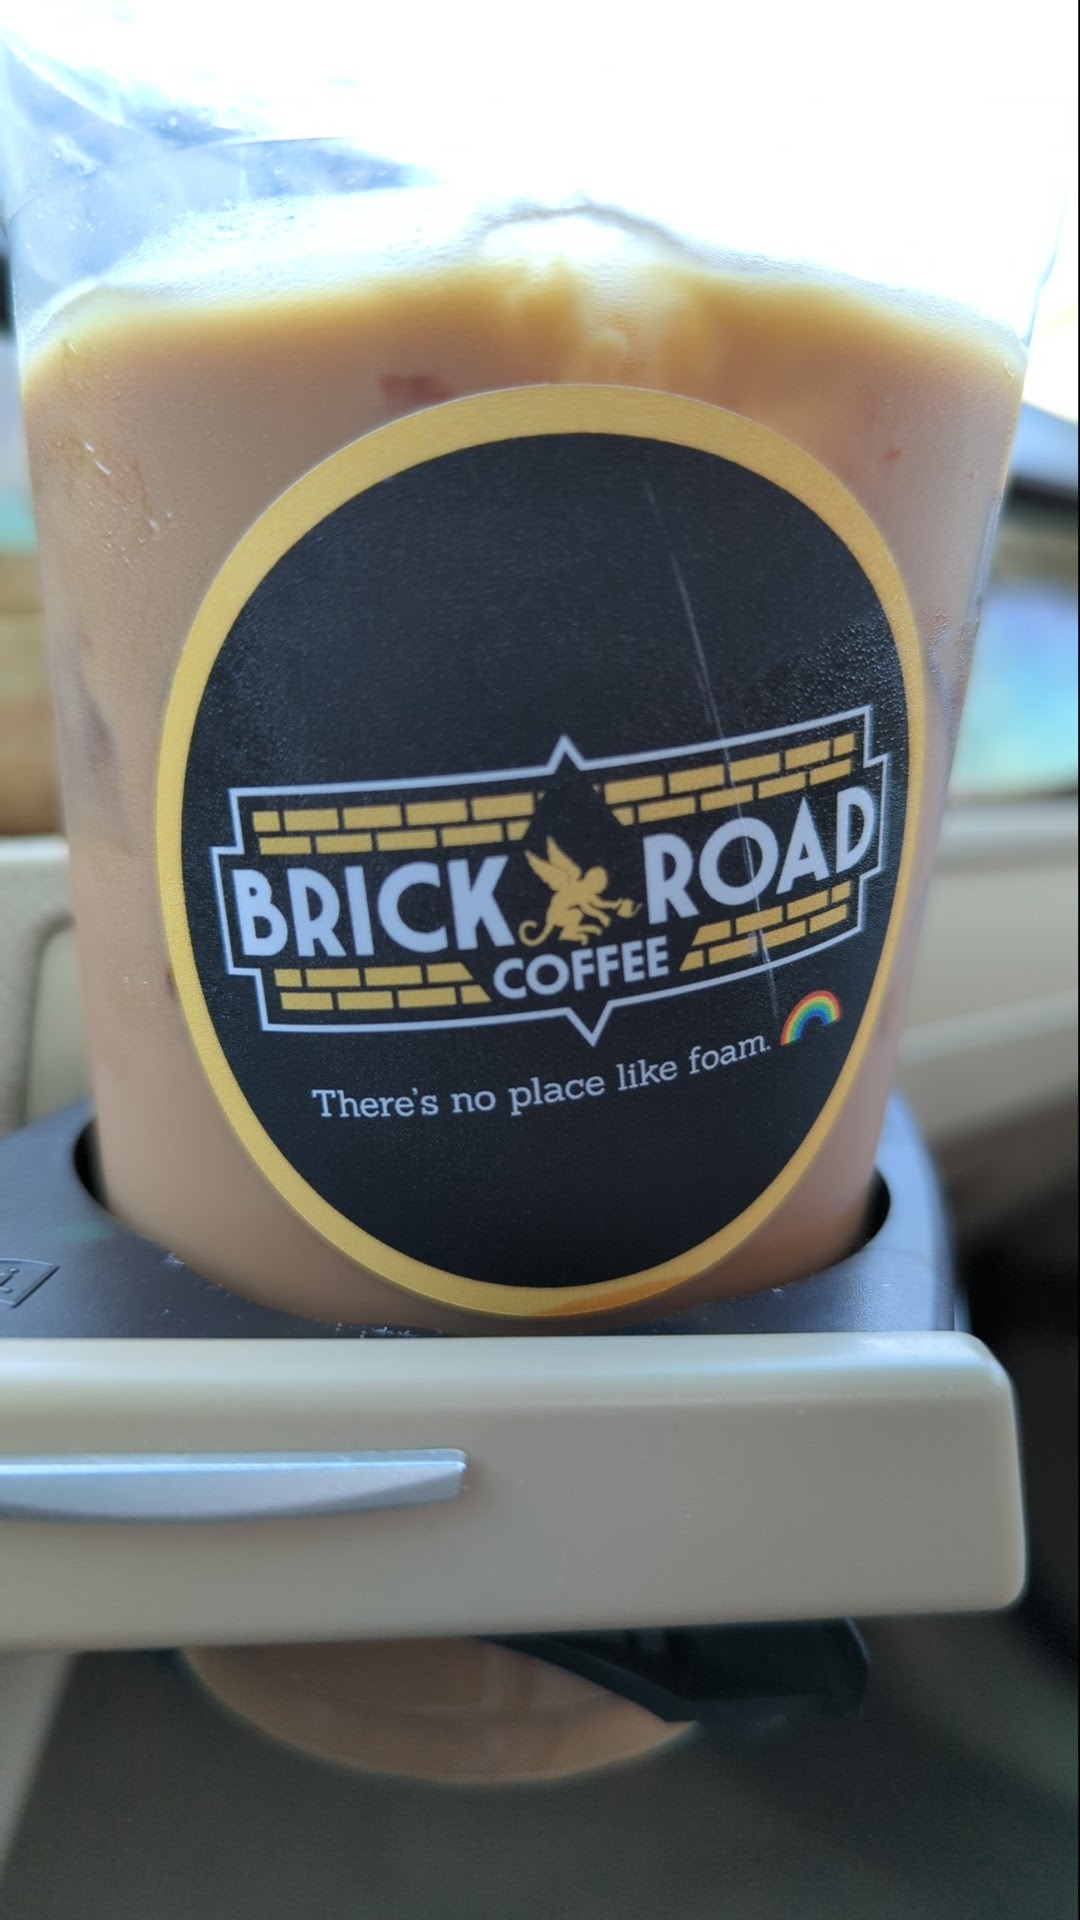 BRICK ROAD
COFFEE
There's no place like foam.